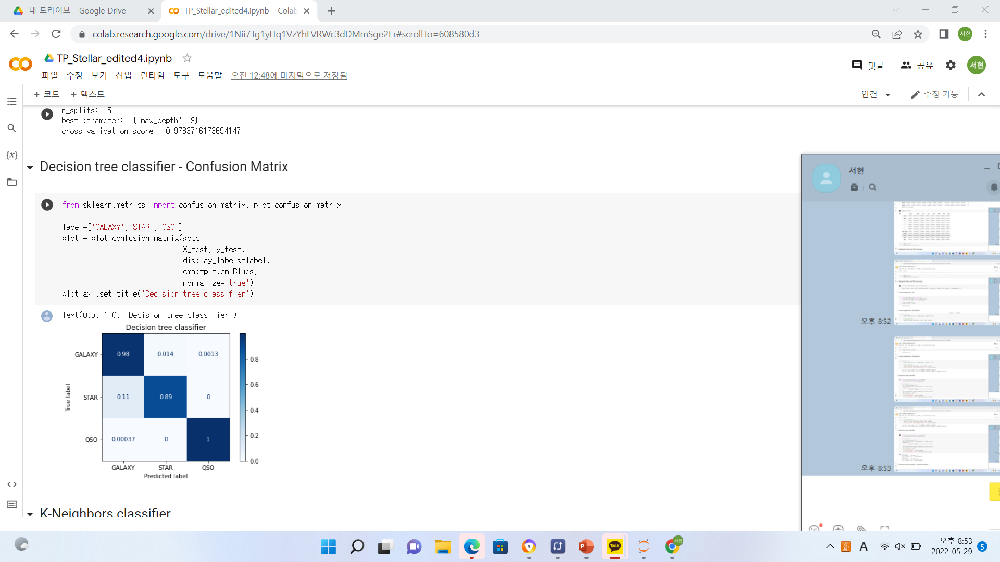 내 드라이브 - Google Drive
TP_Stellar_edited4.ipynb - Colab
colab.research.google.com/drive/1Nii7Tg1yITq1VzYhLVRWc3dDMmSge2Er#scrollTo=608580d3
서현
TP_Stellar_edited4.ipynb
댓글
공유
서현
파일 수정 보기 삽입 런타임 도구 도움말 오전 12:48에 마지막으로 저장됨
+ 코드 + 텍스트
연결
수정 가능
n_splits: 5
best parameter: {'max_depth': 9}
cross validation score: 0.9733716173694147
{x}
Decision tree classifier - Confusion Matrix
from sklearn.metrics import confusion_matrix, plot_confusion_matrix
label=['GALAXY','STAR','QSO']
plot = plot_confusion_matrix(gdtc,
X_test, y_test,
display_labels=label,
cmap=plt.cm.Blues,
normalize='true')
plot.ax_.set_title('Decision tree classifier')
Text(0.5, 1.0, 'Decision tree classifier')
Decision tree classifier
GALAXY 0.98 0.014 0.0013
STAR 0.11 0.89 0
QSO 0.00037 0 1
GALAXY STAR QSO
Predicted label
True label
0.8
0.6
0.4
0.2
0.0
K-Neighbors classifier
서현
오후 8:52
오후 8:53
TALK
서현
A
오후 8:53
2022-05-29
5